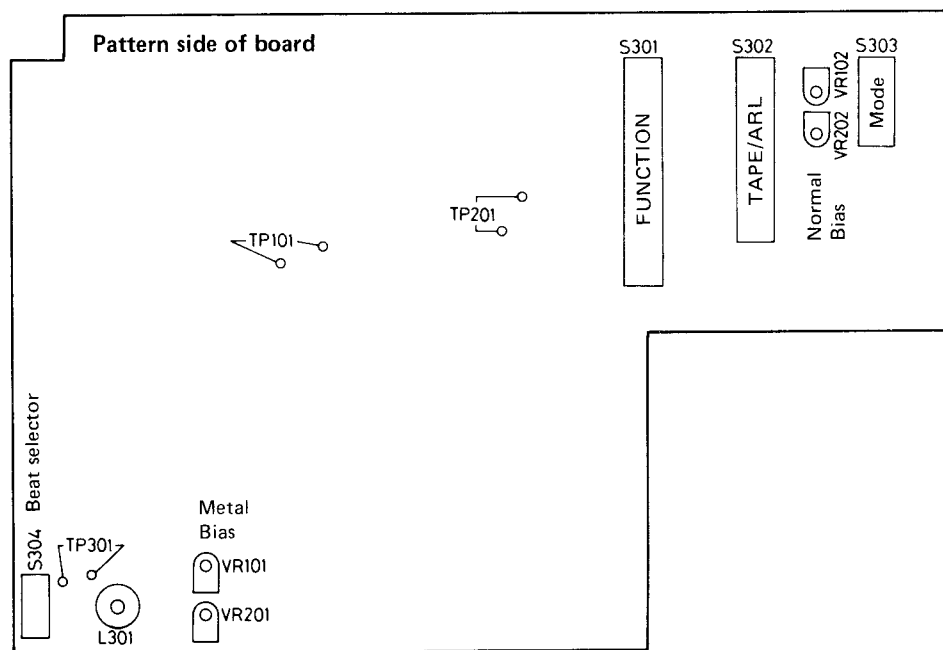 Pattern side of board
S301
S302
S303
FUNCTION
TAPE/ARL
VR102
VR202
Mode
Normal
Bias
TP201
TP101
Beat selector
S304
TP301
L301
Metal
Bias
VR101
VR201